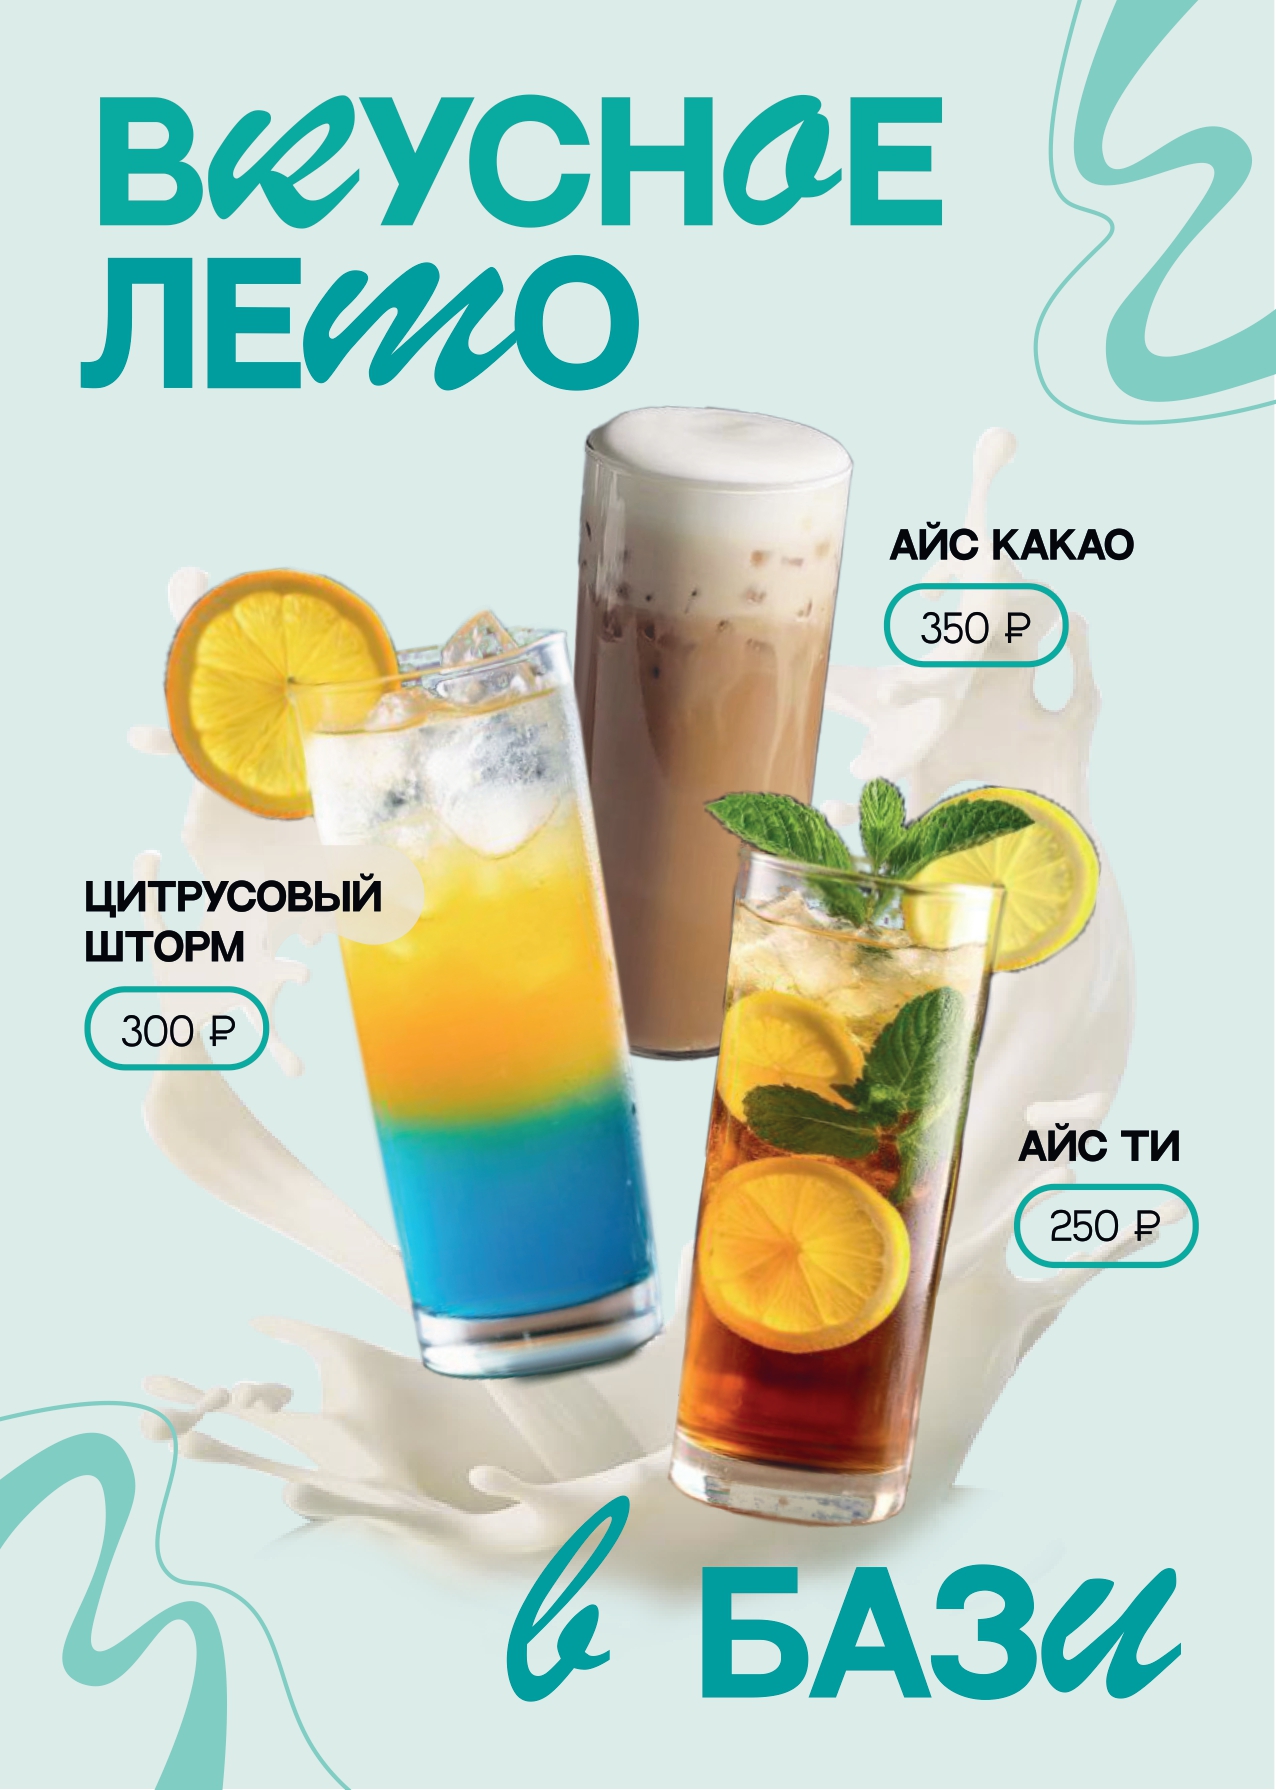 ВКУСНОЕ
ЛЕТО
АЙС КАКАО
350 ₽
ЦИТРУСОВЫЙ
ШТОРМ
300 ₽
АЙС ТИ
250 ₽
в БАЗИ